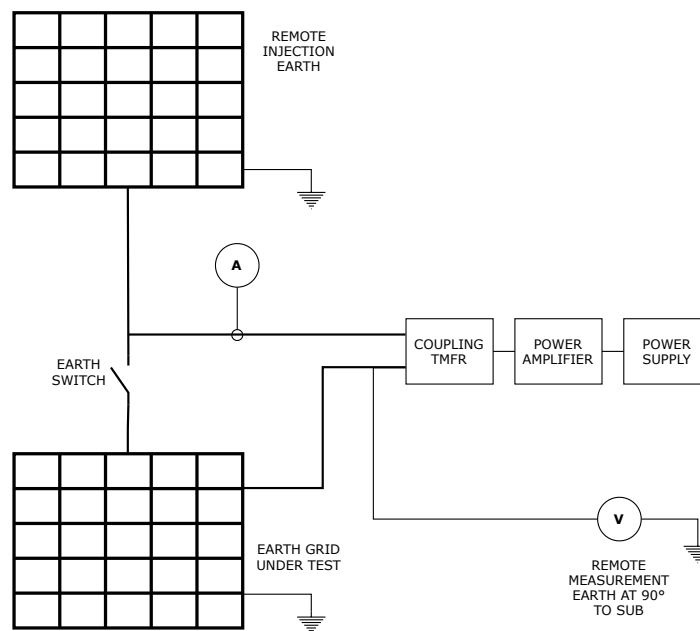 REMOTE
INJECTION
EARTH
A
COUPLING
TMFR
POWER
AMPLIFIER
POWER
SUPPLY
EARTH
SWITCH
V
EARTH GRID
UNDER TEST
REMOTE
MEASUREMENT
EARTH AT 90°
TO SUB